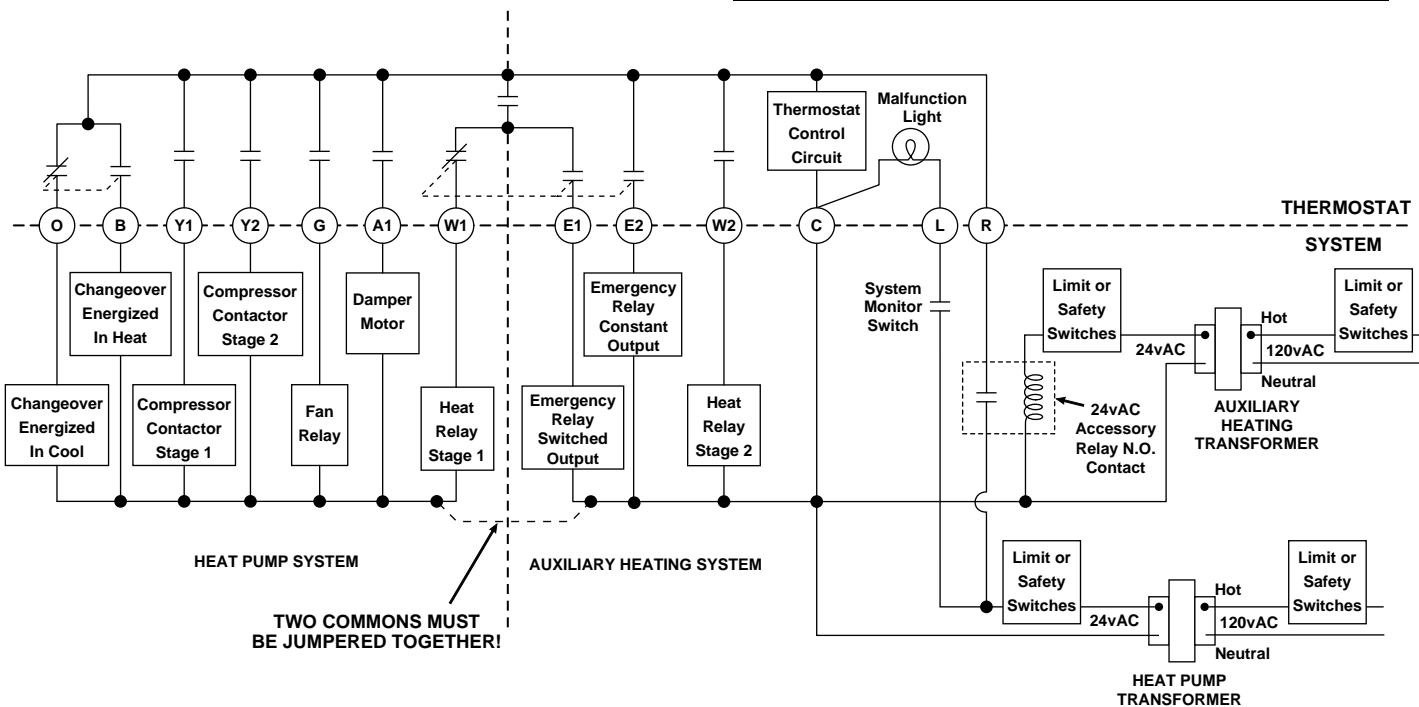 Thermostat
Control
Circuit
Malfunction
Light
O
B
Y1
Y2
G
A1
W1
E1
E2
W2
C
L
R
THERMOSTAT
SYSTEM
Changeover
Energized
In Heat
Compressor
Contactor
Stage 2
Damper
Motor
Emergency
Relay
Constant
Output
System
Monitor
Switch
Limit or
Safety
Switches
Hot
24vAC
120vAC
Neutral
Limit or
Safety
Switches
AUXILIARY
HEATING
TRANSFORMER
Changeover
Energized
In Cool
Compressor
Contactor
Stage 1
Fan
Relay
Heat
Relay
Stage 1
Emergency
Relay
Switched
Output
Heat
Relay
Stage 2
24vAC
Accessory
Relay N.O.
Contact
HEAT PUMP SYSTEM
AUXILIARY HEATING SYSTEM
TWO COMMONS MUST
BE JUMPERED TOGETHER!
Limit or
Safety
Switches
Hot
24vAC
120vAC
Neutral
Limit or
Safety
Switches
HEAT PUMP
TRANSFORMER